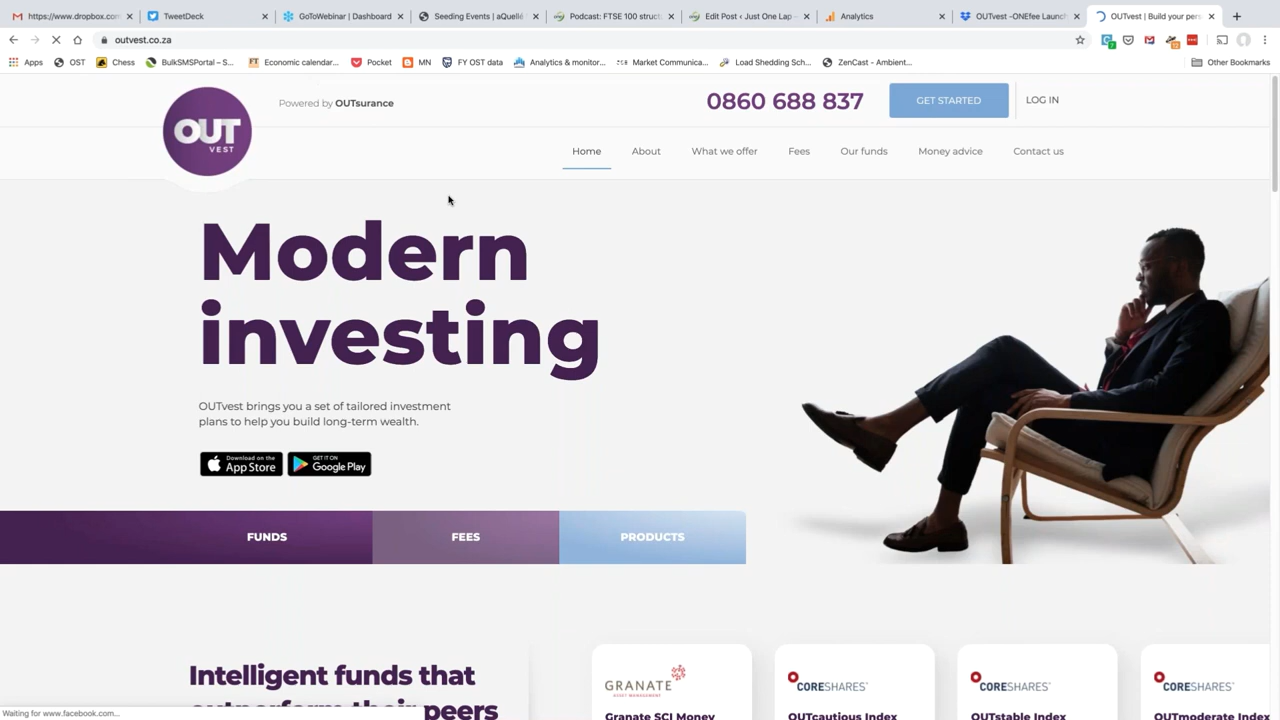 https://www.dropbox.com
TweetDeck
GoToWebinar | Dashboard
Seeding Events | aQuellé
Podcast: FTSE 100 struct
Edit Post ‹ Just One Lap –
Analytics
OUTvest -ONEfee Launch
OUTvest | Build your pers
outvest.co.za
Apps
OST
Chess
BulkSMSPortal – S...
Economic calendar...
Pocket
MN
FY OST data
Analytics & monitor...
Market Communica...
Load Shedding Sch...
ZenCast - Ambient...
Other Bookmarks
OUT
VEST
Powered by OUTsurance
0860 688 837
GET STARTED
LOG IN
Home
About
What we offer
Fees
Our funds
Money advice
Contact us
Modern
investing
OUTvest brings you a set of tailored investment
plans to help you build long-term wealth.
Download on the
App Store
GET IT ON
Google Play
FUNDS
FEES
PRODUCTS
Intelligent funds that
outperform their peers
GRANATE
ASSET MANAGEMENT
Granate SCI Money
CORESHARES
OUTcautious Index
CORESHARES
OUTstable Index
CORESHARES
OUTmoderate Index
Waiting for www.facebook.com...